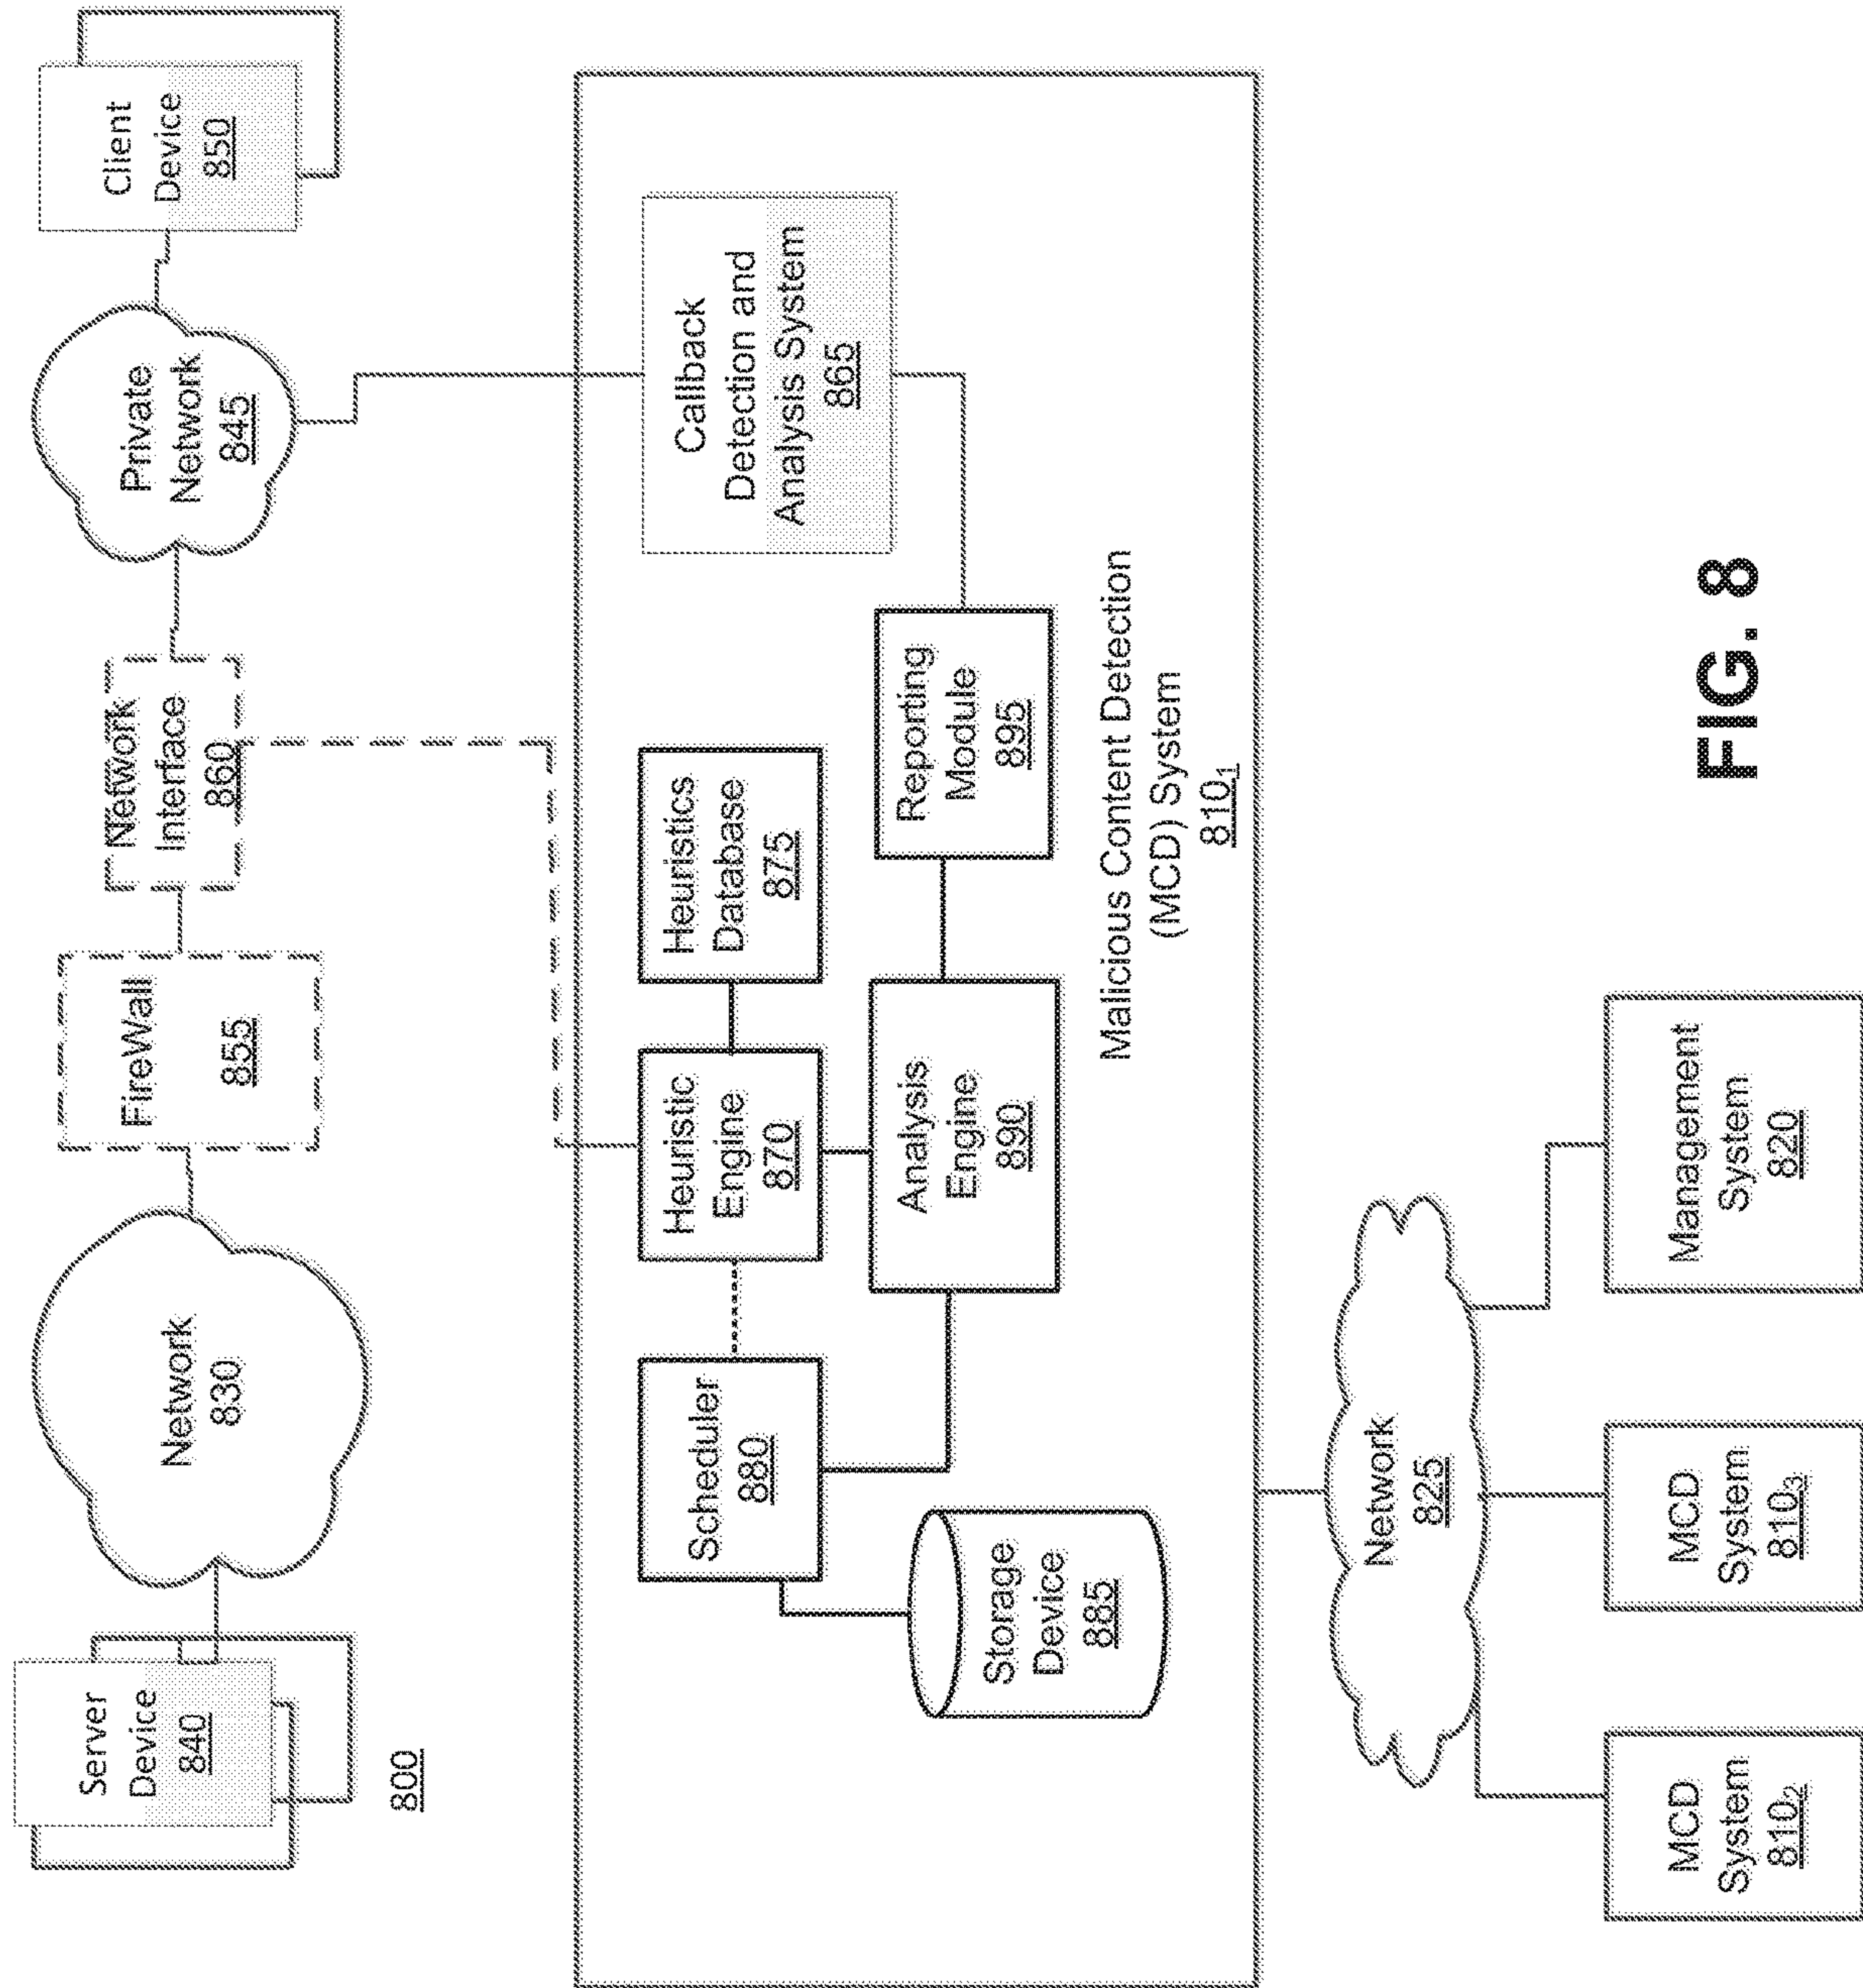 Server
Device
840
800
Network
830
FireWall
855
Network
Interface
860
Private
Network
845
Client
Device
850
Scheduler
880
Storage
Device
885
Heuristic
Engine
870
Heuristics
Database
875
Analysis
Engine
890
Reporting
Module
895
Callback
Detection and
Analysis System
865
Malicious Content Detection
(MCD) System
810₁
Network
825
MCD
System
810₂
MCD
System
810₃
Management
System
820
FIG. 8